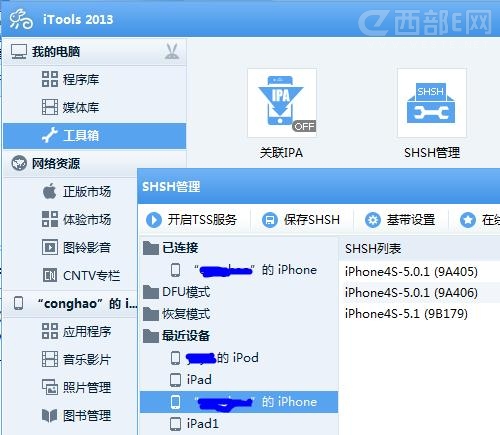 iTools 2013
西部E网
我的电脑
程序库
媒体库
工具箱
网络资源
正版市场
体验市场
图铃影音
CNTV专栏
“conghao”的 i...
应用程序
音乐影片
照片管理
图书管理
IPA
OFF
关联IPA
SHSH
SHSH管理
SHSH管理
开启TSS服务
保存SHSH
基带设置
在线
已连接
“ ”的 iPhone
DFU模式
恢复模式
最近设备
的 iPod
iPad
“ ”的 iPhone
iPad1
SHSH列表
iPhone4S-5.0.1 (9A405)
iPhone4S-5.0.1 (9A406)
iPhone4S-5.1 (9B179)